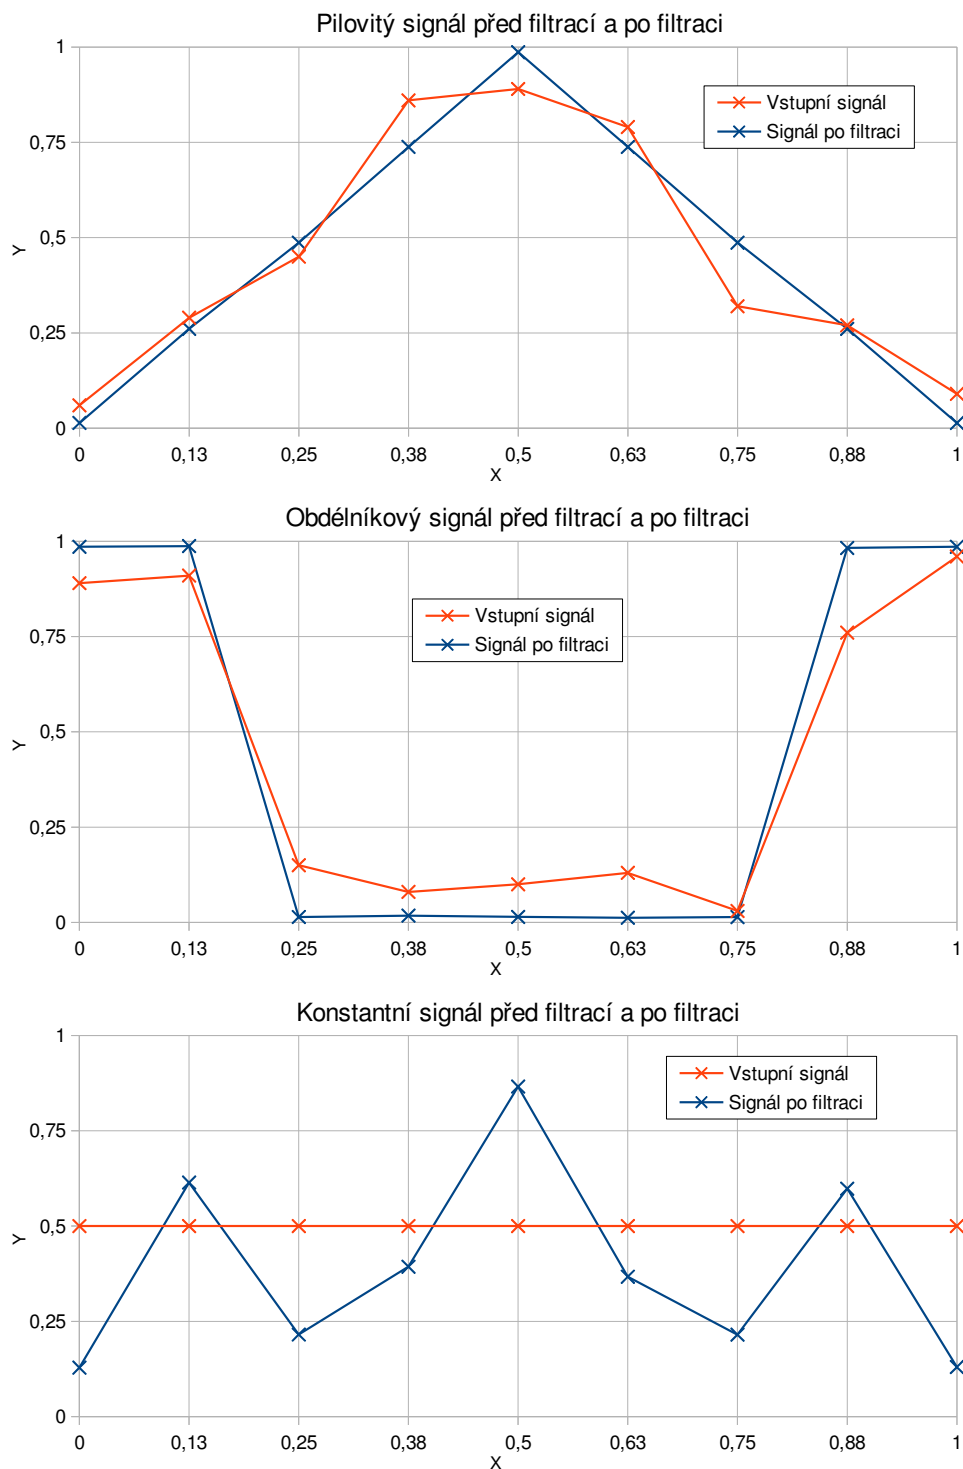 Pilovitý signál před filtrací a po filtraci
1
Vstupní signál
Signál po filtraci
0,75
0,5
Y
0,25
0
0 0,13 0,25 0,38 0,5 0,63 0,75 0,88 1
X
Obdélníkový signál před filtrací a po filtraci
1
Vstupní signál
Signál po filtraci
0,75
0,5
Y
0,25
0
0 0,13 0,25 0,38 0,5 0,63 0,75 0,88 1
X
Konstantní signál před filtrací a po filtraci
1
Vstupní signál
Signál po filtraci
0,75
0,5
Y
0,25
0
0 0,13 0,25 0,38 0,5 0,63 0,75 0,88 1
X